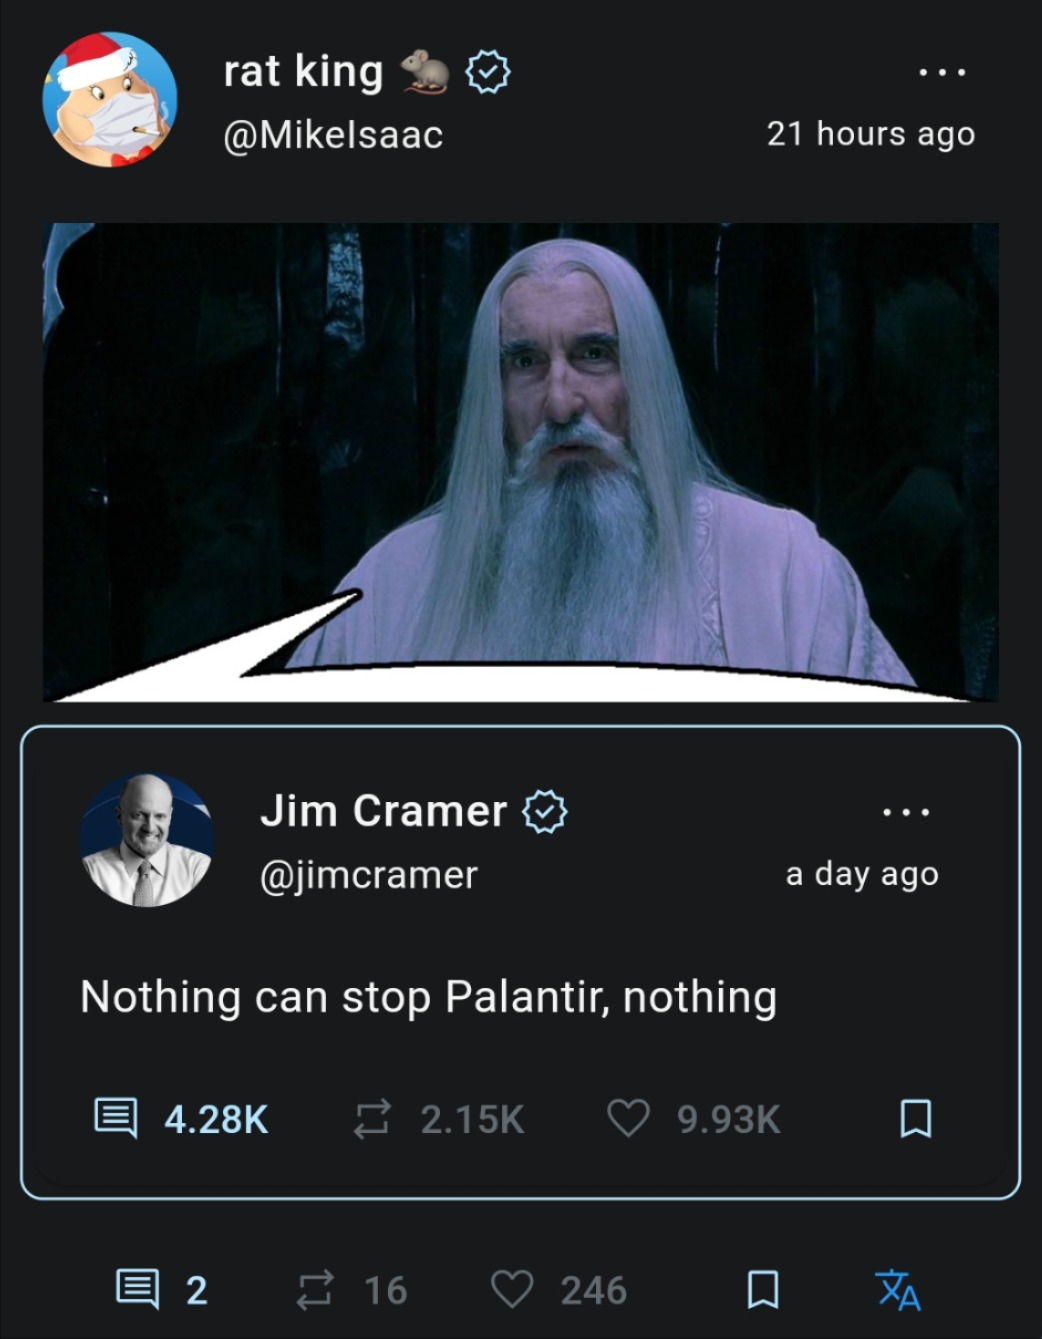 rat king 🐀
@MikeIsaac
21 hours ago
Jim Cramer
@jimcramer
a day ago
Nothing can stop Palantir, nothing
4.28K 2.15K 9.93K
2 16 246